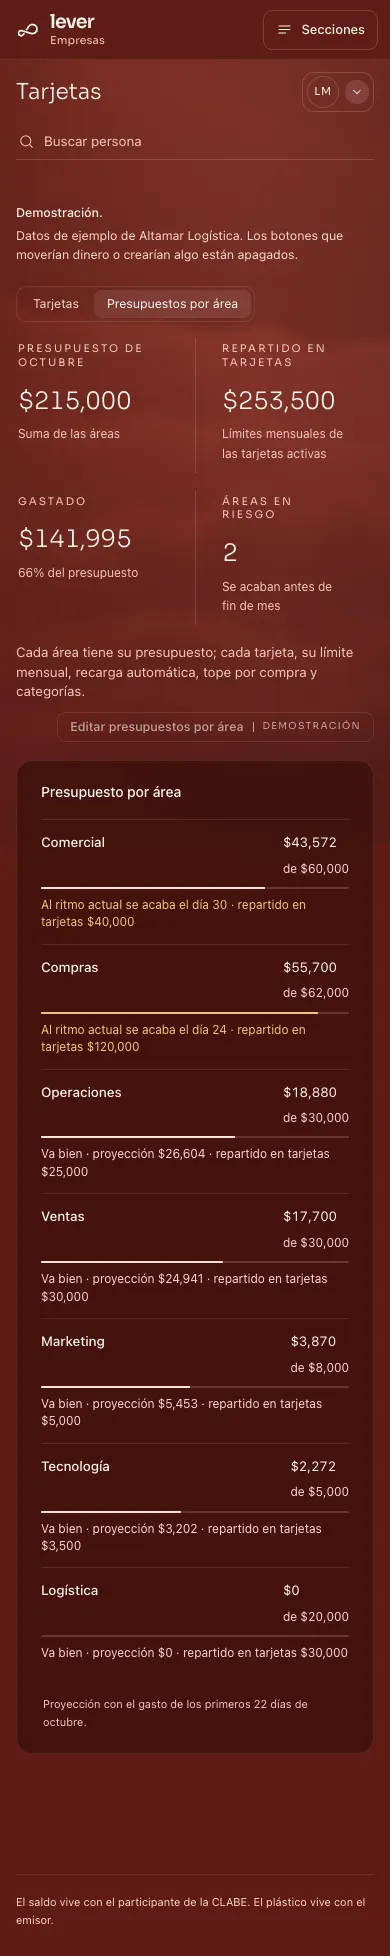 lever
Empresas
Secciones
Tarjetas
LM
Buscar persona
Demostración.
Datos de ejemplo de Altamar Logística. Los botones que
moverían dinero o crearían algo están apagados.
Tarjetas
Presupuestos por área
PRESUPUESTO DE
OCTUBRE
$215,000
Suma de las áreas
REPARTIDO EN
TARJETAS
$253,500
Límites mensuales de
las tarjetas activas
GASTADO
$141,995
66% del presupuesto
ÁREAS EN
RIESGO
2
Se acaban antes de
fin de mes
Cada área tiene su presupuesto; cada tarjeta, su límite
mensual, recarga automática, tope por compra y
categorías.
Editar presupuestos por área | DEMOSTRACIÓN
Presupuesto por área
Comercial
$43,572
de $60,000
Al ritmo actual se acaba el día 30 · repartido en
tarjetas $40,000
Compras
$55,700
de $62,000
Al ritmo actual se acaba el día 24 · repartido en
tarjetas $120,000
Operaciones
$18,880
de $30,000
Va bien · proyección $26,604 · repartido en tarjetas
$25,000
Ventas
$17,700
de $30,000
Va bien · proyección $24,941 · repartido en tarjetas
$30,000
Marketing
$3,870
de $8,000
Va bien · proyección $5,453 · repartido en tarjetas
$5,000
Tecnología
$2,272
de $5,000
Va bien · proyección $3,202 · repartido en tarjetas
$3,500
Logística
$0
de $20,000
Va bien · proyección $0 · repartido en tarjetas $30,000
Proyección con el gasto de los primeros 22 días de
octubre.
El saldo vive con el participante de la CLABE. El plástico vive con el
emisor.